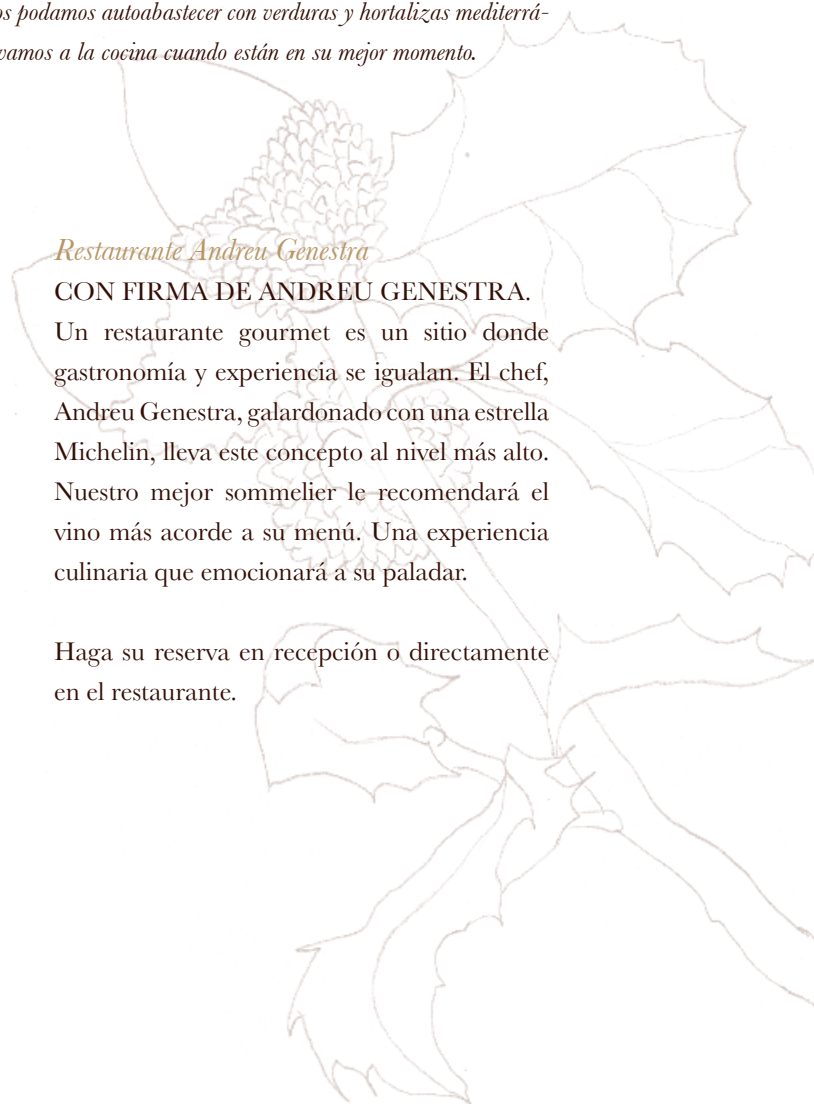 os podamos autoabastecer con verduras y hortalizas mediterrá-
vamos a la cocina cuando están en su mejor momento.
Restaurante Andreu Genestra
CON FIRMA DE ANDREU GENESTRA.
Un restaurante gourmet es un sitio donde
gastronomía y experiencia se igualan. El chef,
Andreu Genestra, galardonado con una estrella
Michelin, lleva este concepto al nivel más alto.
Nuestro mejor sommelier le recomendará el
vino más acorde a su menú. Una experiencia
culinaria que emocionará a su paladar.
Haga su reserva en recepción o directamente
en el restaurante.